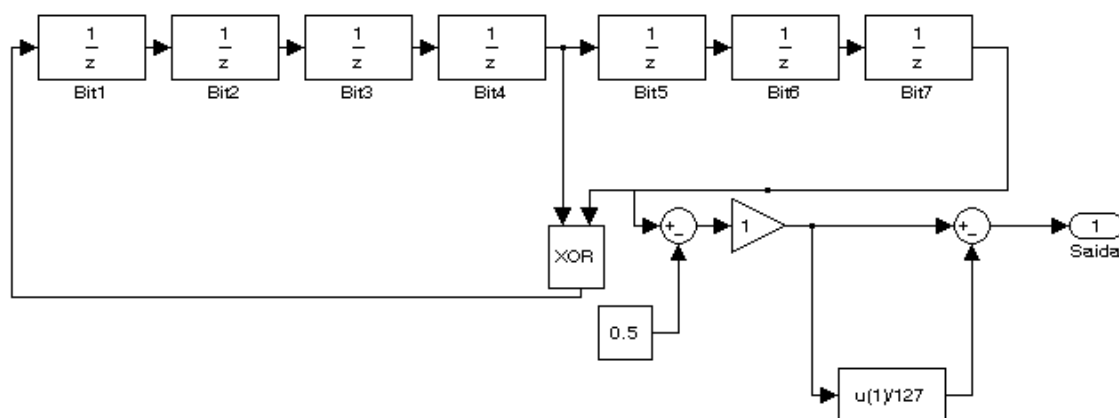 1
z
Bit1
1
z
Bit2
1
z
Bit3
1
z
Bit4
1
z
Bit5
1
z
Bit6
1
z
Bit7
XOR
+
−
0.5
1
u(1)/127
+
−
1
Saida